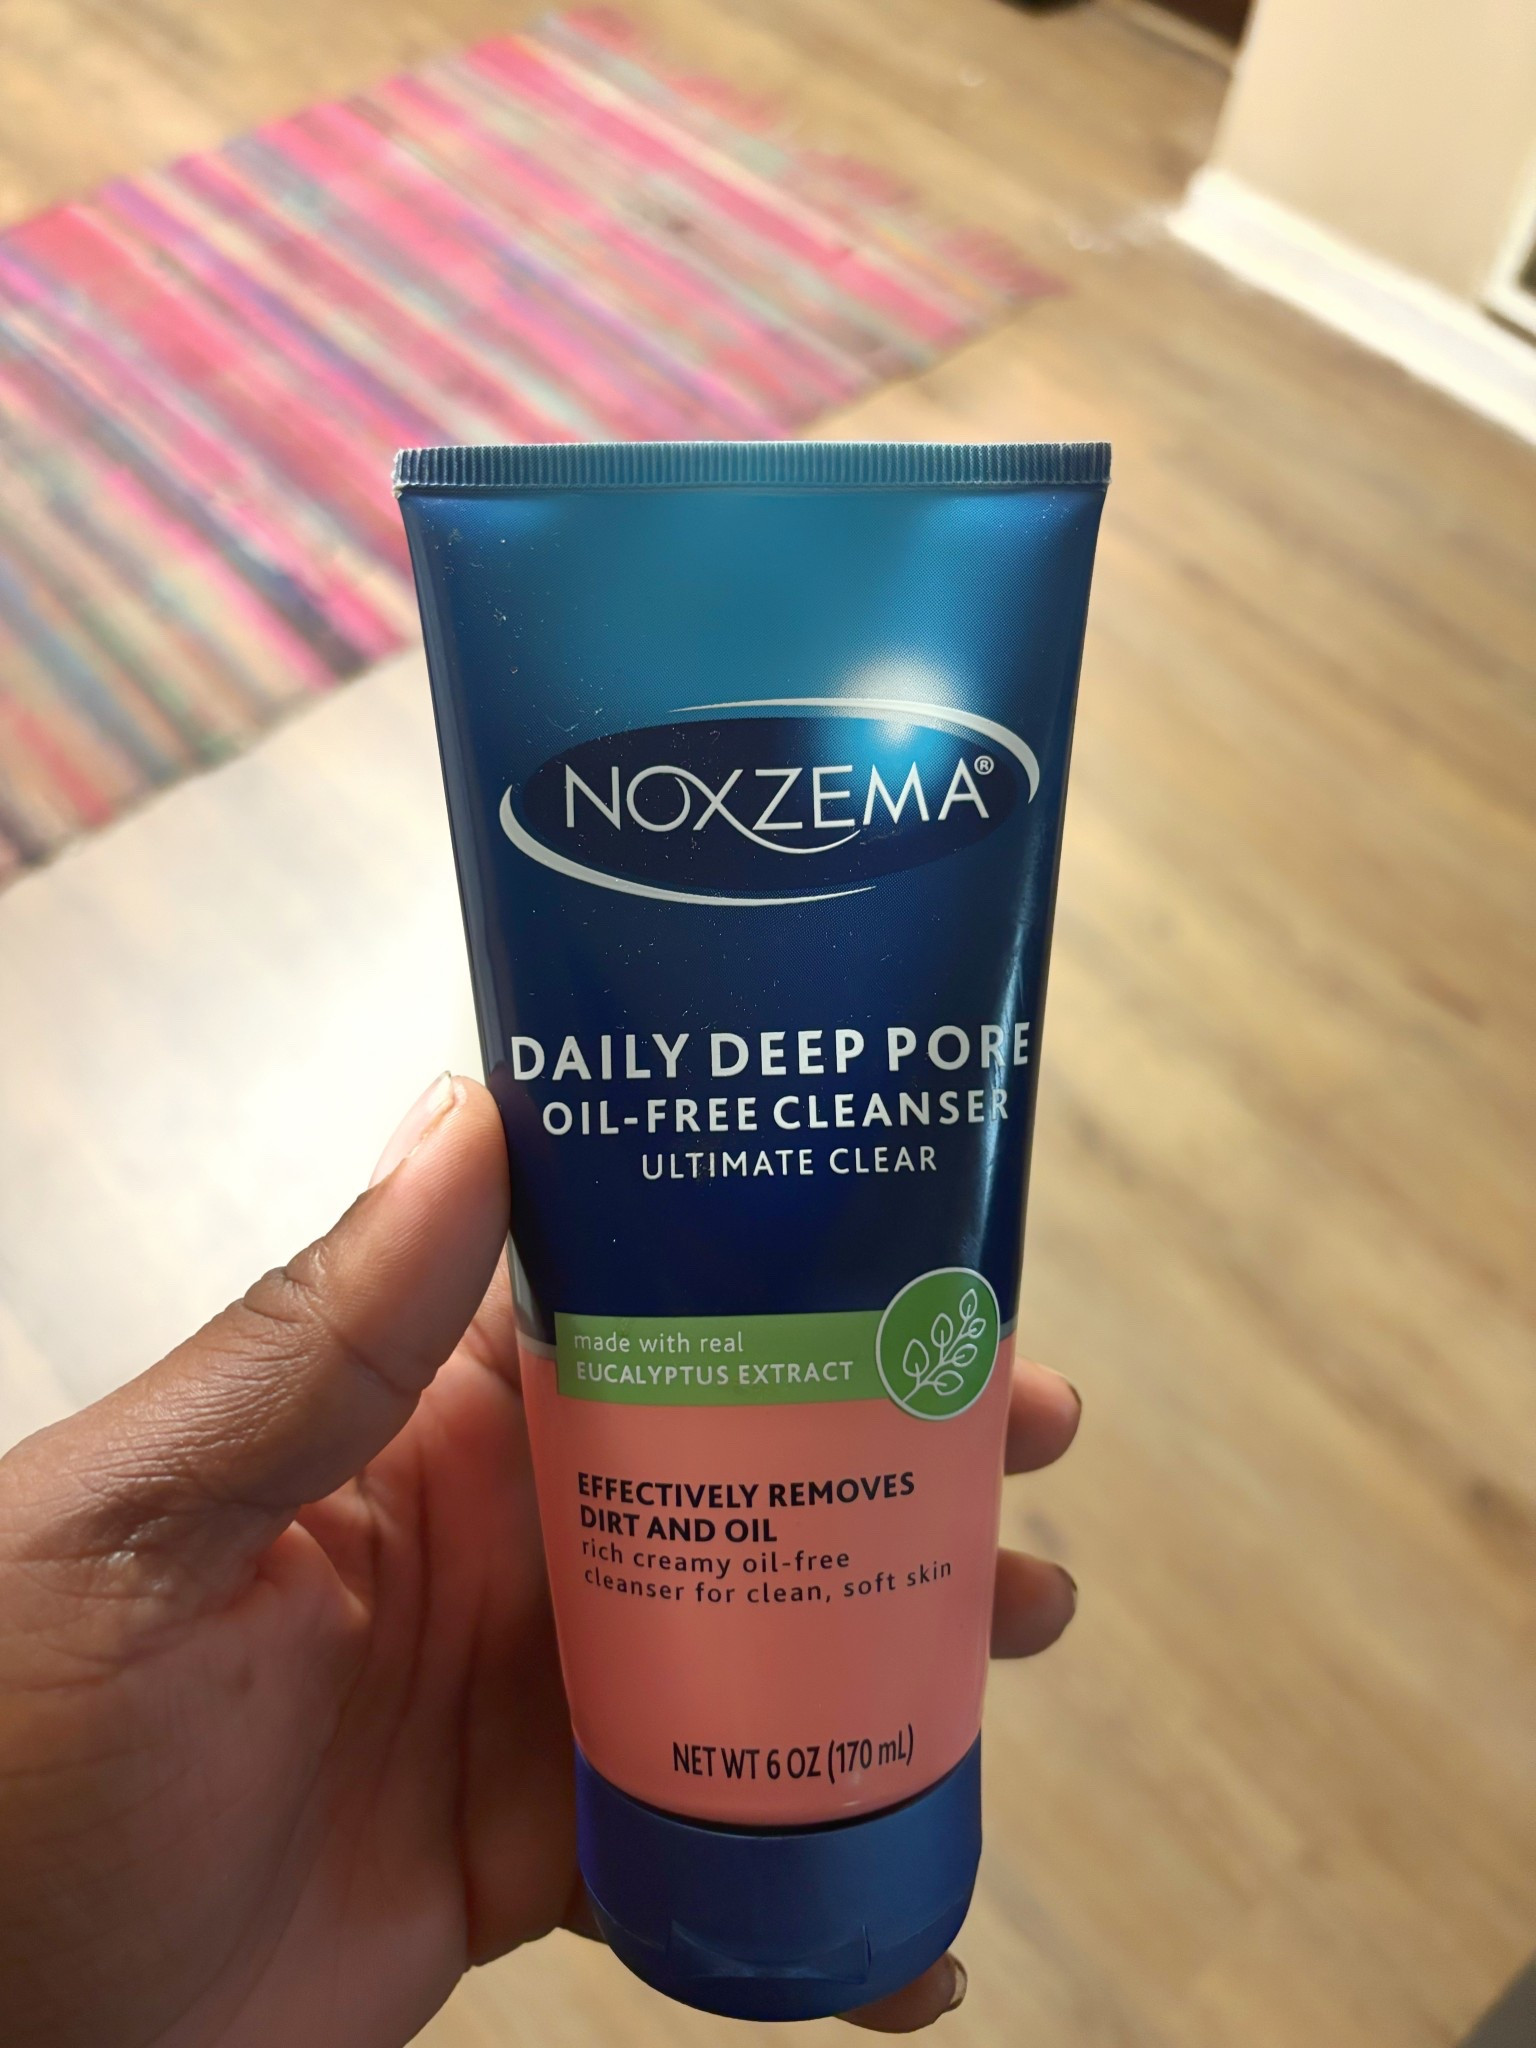 NOXZEMA®
DAILY DEEP PORE
OIL-FREE CLEANSER
ULTIMATE CLEAR
made with real
EUCALYPTUS EXTRACT
EFFECTIVELY REMOVES
DIRT AND OIL
rich creamy oil-free
cleanser for clean, soft skin
NET WT 6 OZ (170 mL)